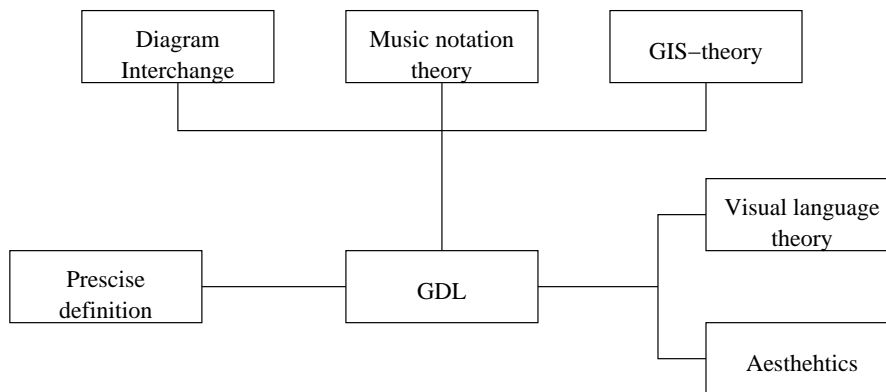 Diagram
Interchange
Music notation
theory
GIS−theory
Visual language
theory
Prescise
definition
GDL
Aesthehtics